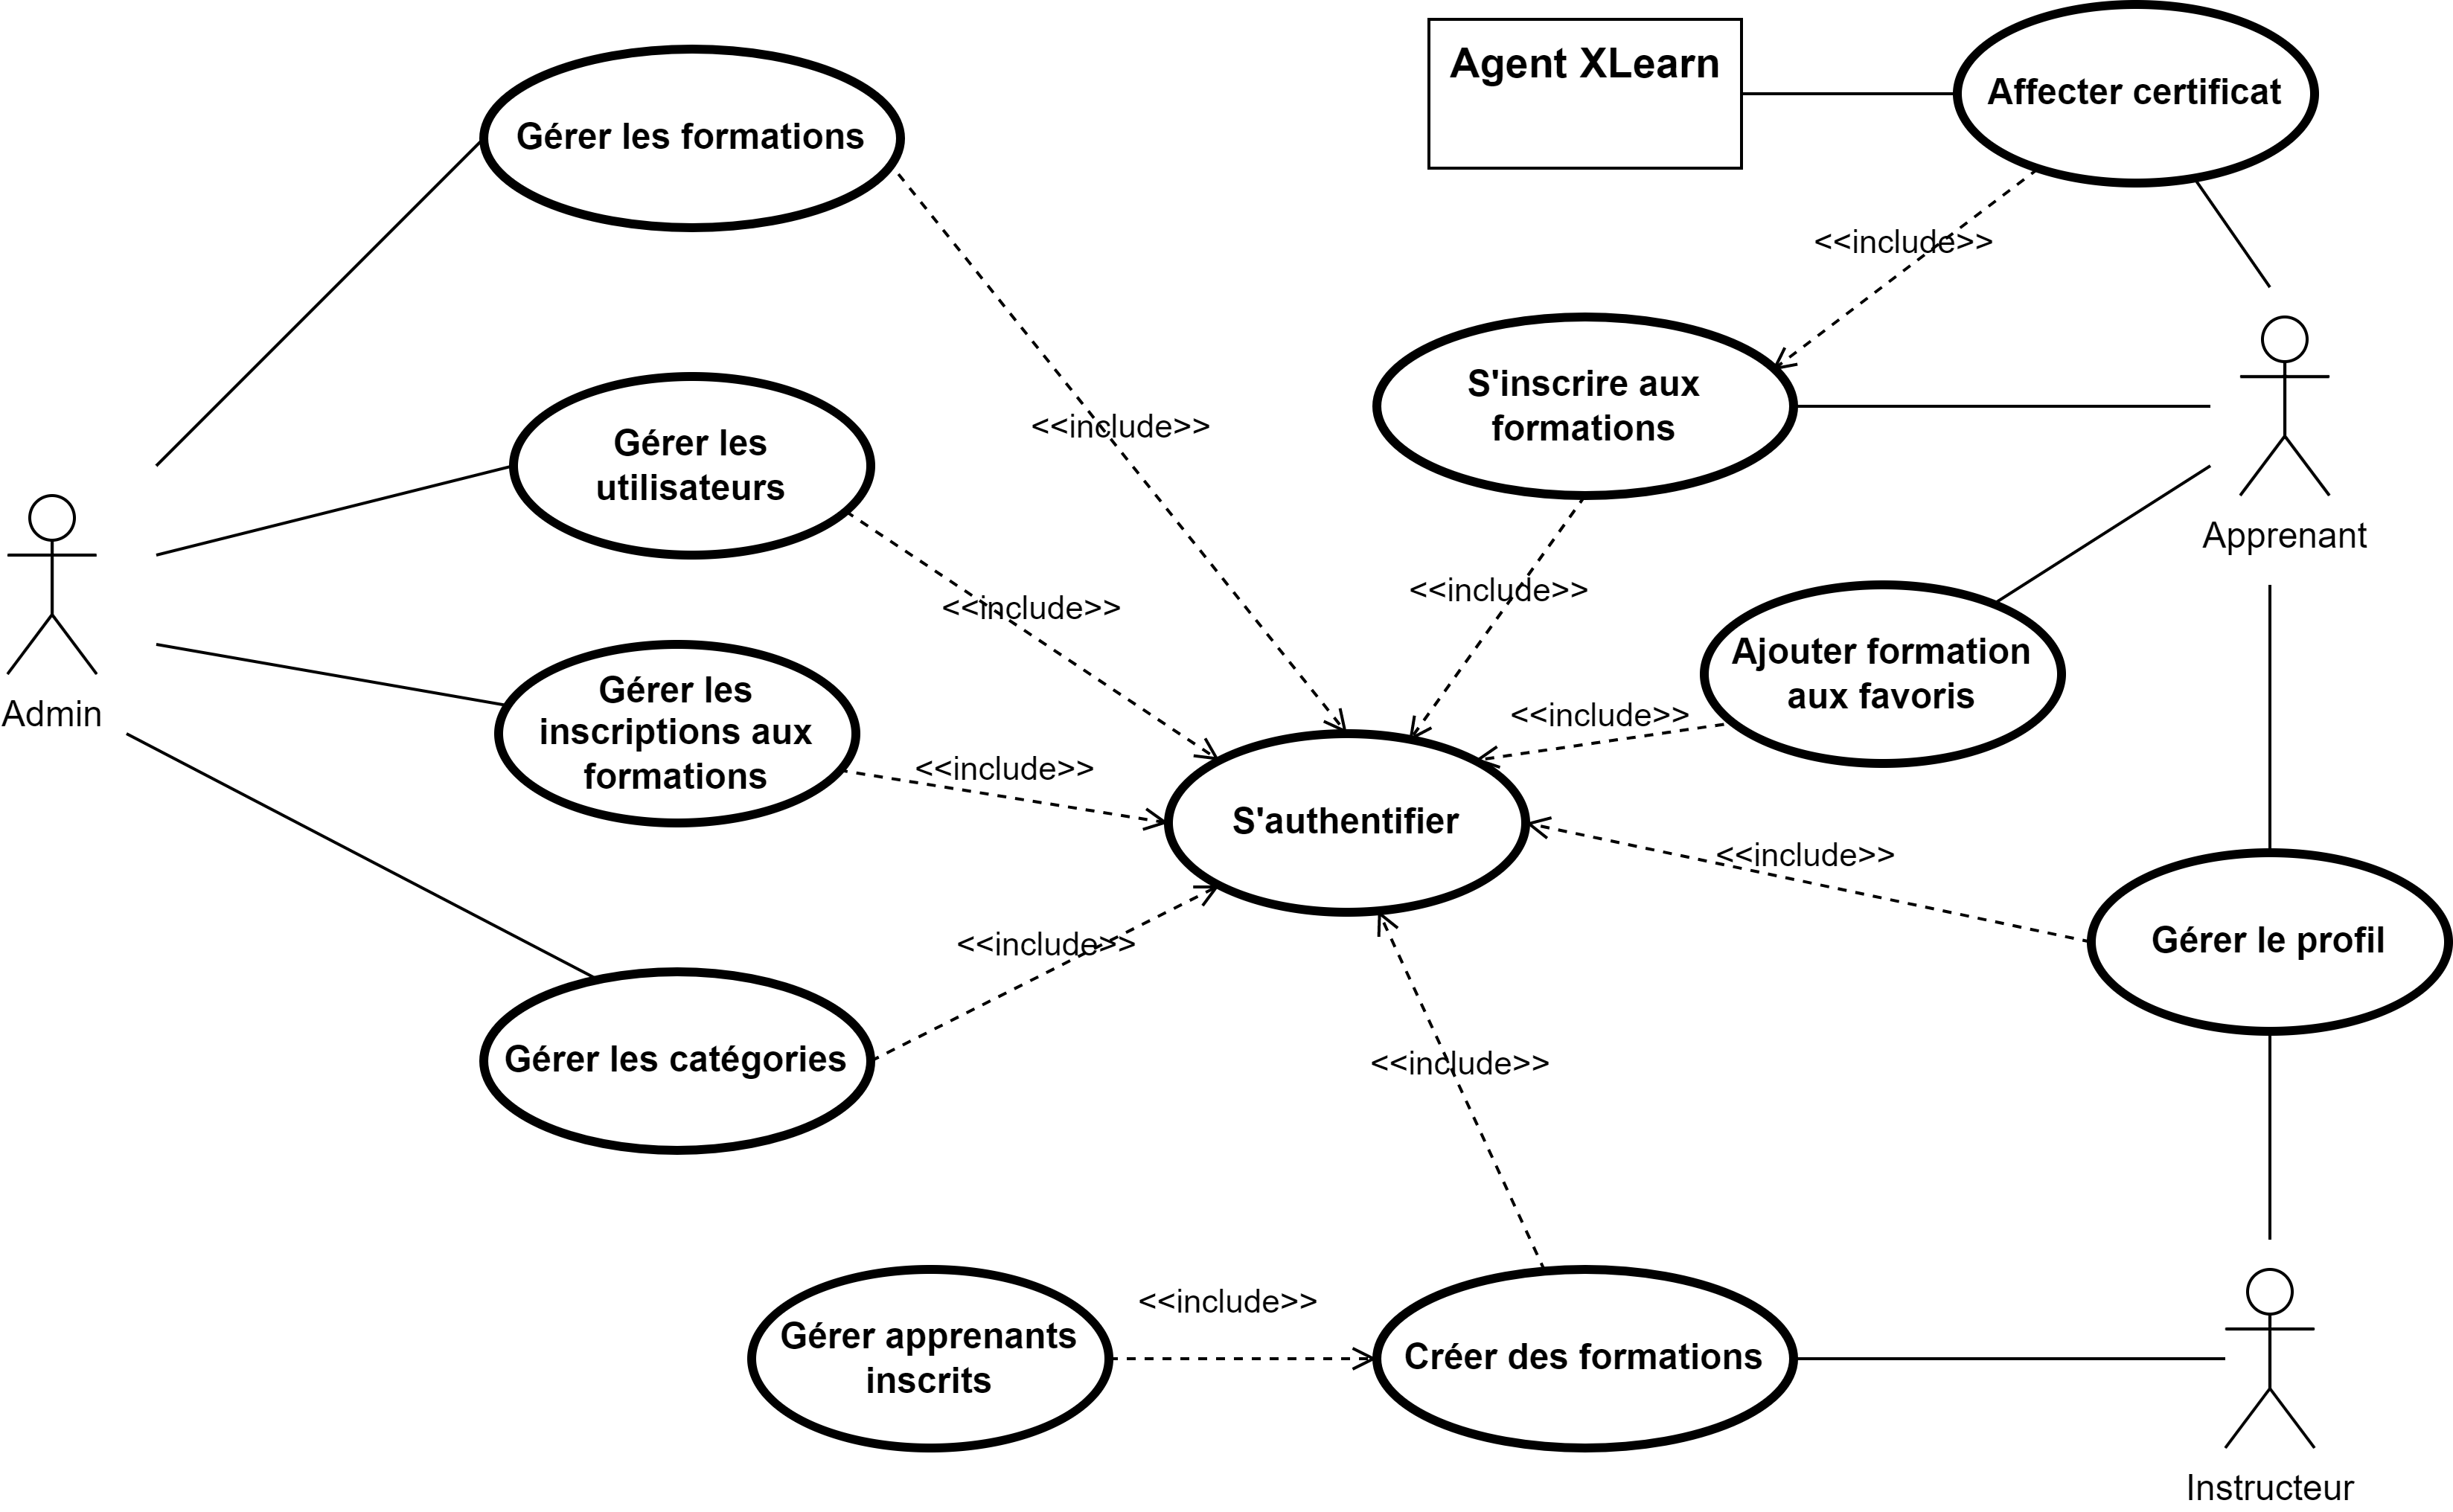 Agent XLearn
Affecter certificat
Gérer les formations
<<include>>
S'inscrire aux
formations
<<include>>
Gérer les
utilisateurs
Apprenant
<<include>>
<<include>>
Ajouter formation
aux favoris
Gérer les
inscriptions aux
formations
Admin
<<include>>
<<include>>
S'authentifier
<<include>>
Gérer le profil
<<include>>
Gérer les catégories
<<include>>
<<include>>
Gérer apprenants
inscrits
Créer des formations
Instructeur